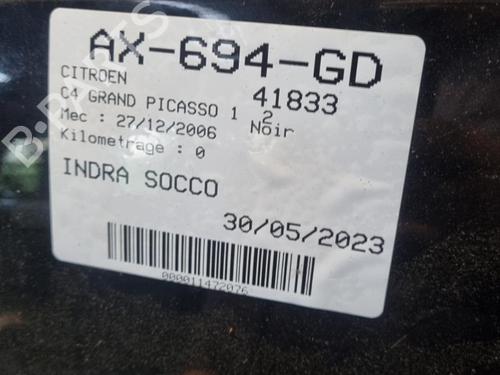 AX-694-GD
CITROEN 41833
C4 GRAND PICASSO 1 2
Mec : 27/12/2006 Noir
Kilometrage : 0
INDRA SOCCO
30/05/2023
000011472076
B-PARTS